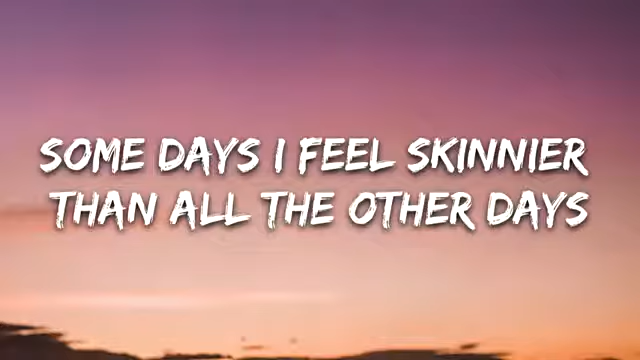 SOME DAYS I FEEL SKINNIER
THAN ALL THE OTHER DAYS